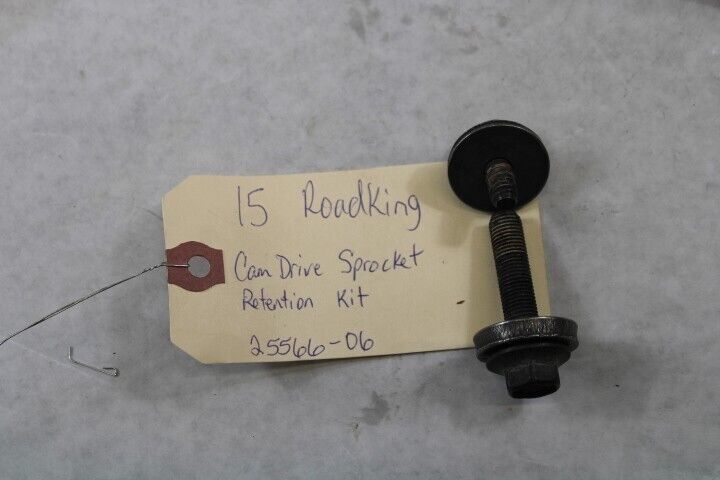 15 RoadKing
Cam Drive Sprocket
Retention Kit
25566-06